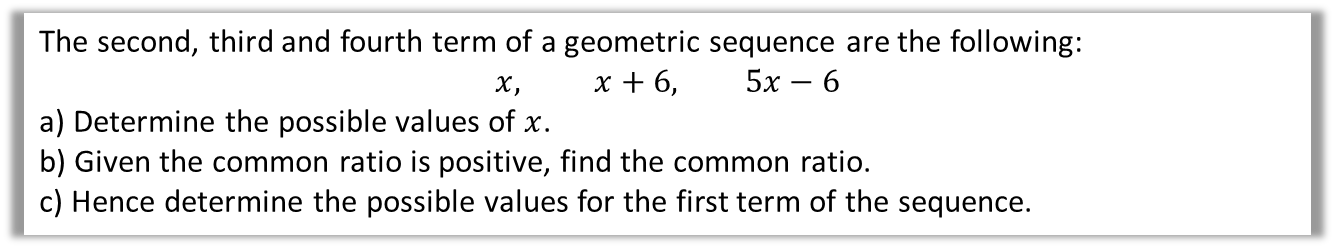 The second, third and fourth term of a geometric sequence are the following:
x, x + 6, 5x − 6
a) Determine the possible values of x.
b) Given the common ratio is positive, find the common ratio.
c) Hence determine the possible values for the first term of the sequence.